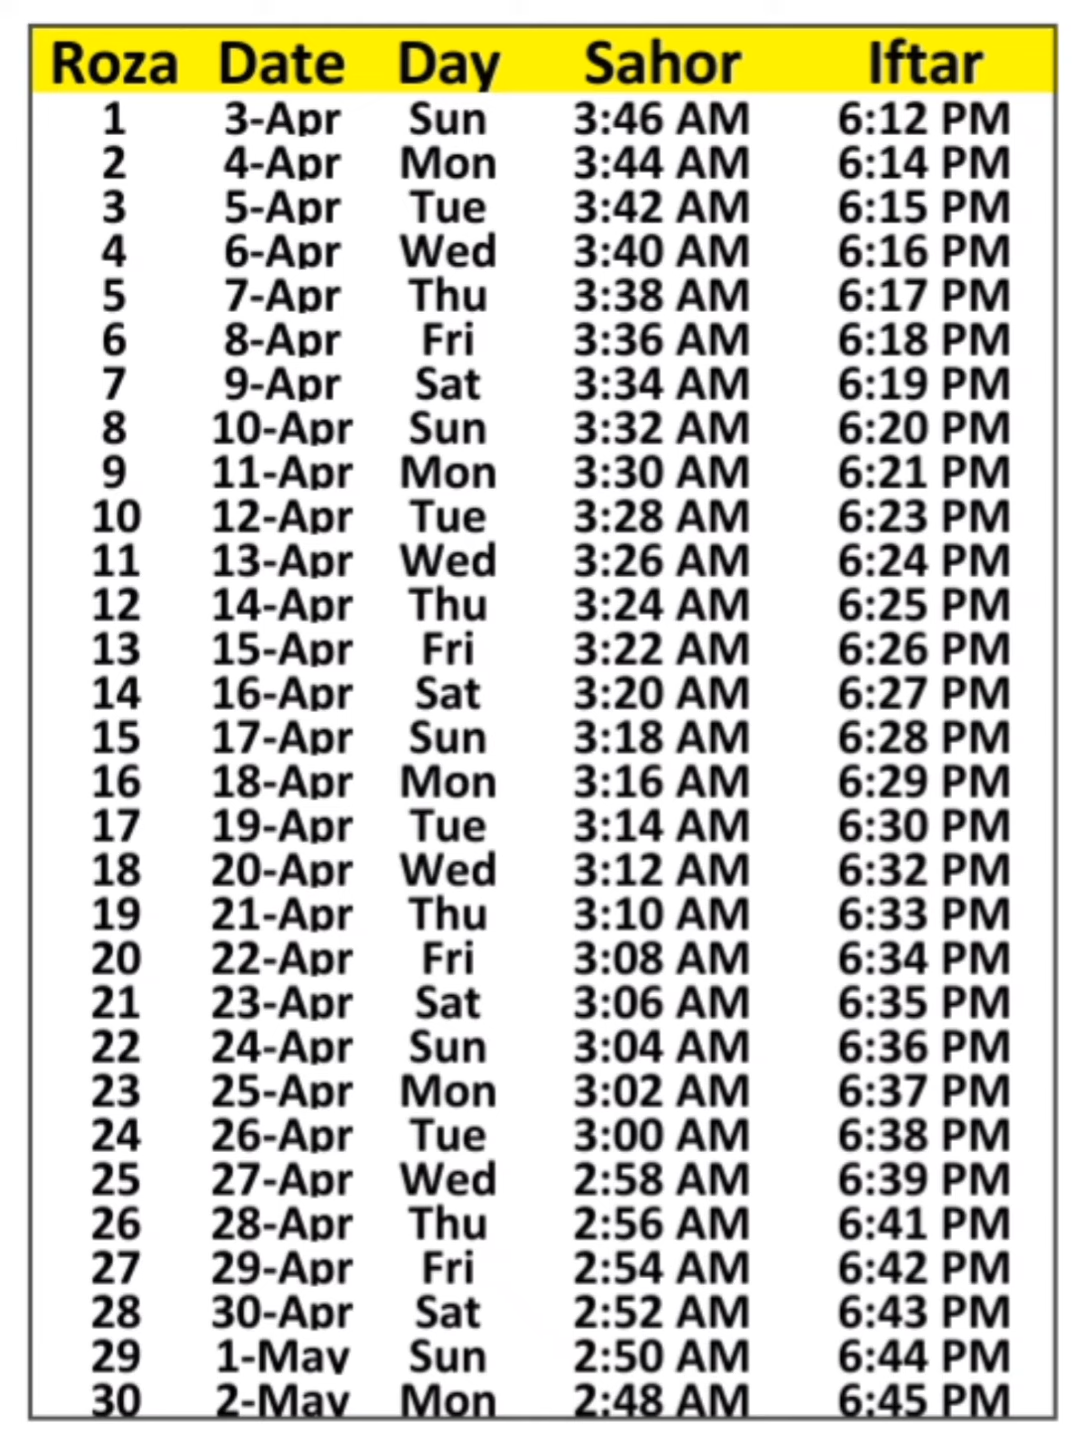 Roza Date Day Sahor Iftar
1 3-Apr Sun 3:46 AM 6:12 PM
2 4-Apr Mon 3:44 AM 6:14 PM
3 5-Apr Tue 3:42 AM 6:15 PM
4 6-Apr Wed 3:40 AM 6:16 PM
5 7-Apr Thu 3:38 AM 6:17 PM
6 8-Apr Fri 3:36 AM 6:18 PM
7 9-Apr Sat 3:34 AM 6:19 PM
8 10-Apr Sun 3:32 AM 6:20 PM
9 11-Apr Mon 3:30 AM 6:21 PM
10 12-Apr Tue 3:28 AM 6:23 PM
11 13-Apr Wed 3:26 AM 6:24 PM
12 14-Apr Thu 3:24 AM 6:25 PM
13 15-Apr Fri 3:22 AM 6:26 PM
14 16-Apr Sat 3:20 AM 6:27 PM
15 17-Apr Sun 3:18 AM 6:28 PM
16 18-Apr Mon 3:16 AM 6:29 PM
17 19-Apr Tue 3:14 AM 6:30 PM
18 20-Apr Wed 3:12 AM 6:32 PM
19 21-Apr Thu 3:10 AM 6:33 PM
20 22-Apr Fri 3:08 AM 6:34 PM
21 23-Apr Sat 3:06 AM 6:35 PM
22 24-Apr Sun 3:04 AM 6:36 PM
23 25-Apr Mon 3:02 AM 6:37 PM
24 26-Apr Tue 3:00 AM 6:38 PM
25 27-Apr Wed 2:58 AM 6:39 PM
26 28-Apr Thu 2:56 AM 6:41 PM
27 29-Apr Fri 2:54 AM 6:42 PM
28 30-Apr Sat 2:52 AM 6:43 PM
29 1-May Sun 2:50 AM 6:44 PM
30 2-May Mon 2:48 AM 6:45 PM